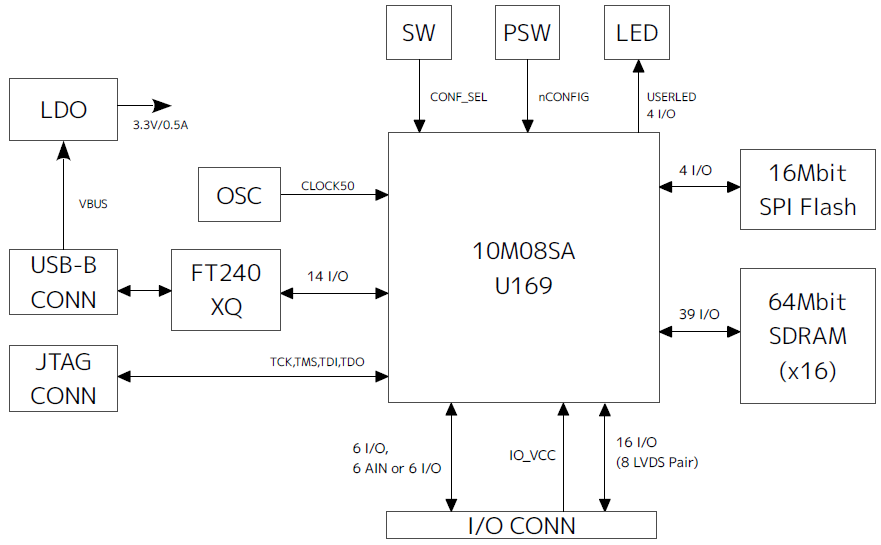 SW
PSW
LED
CONF_SEL
nCONFIG
USERLED
4 I/O
LDO
3.3V/0.5A
VBUS
OSC
CLOCK50
10M08SA
U169
4 I/O
16Mbit
SPI Flash
USB-B
CONN
FT240
XQ
14 I/O
39 I/O
64Mbit
SDRAM
(x16)
JTAG
CONN
TCK,TMS,TDI,TDO
6 I/O,
6 AIN or 6 I/O
IO_VCC
16 I/O
(8 LVDS Pair)
I/O CONN